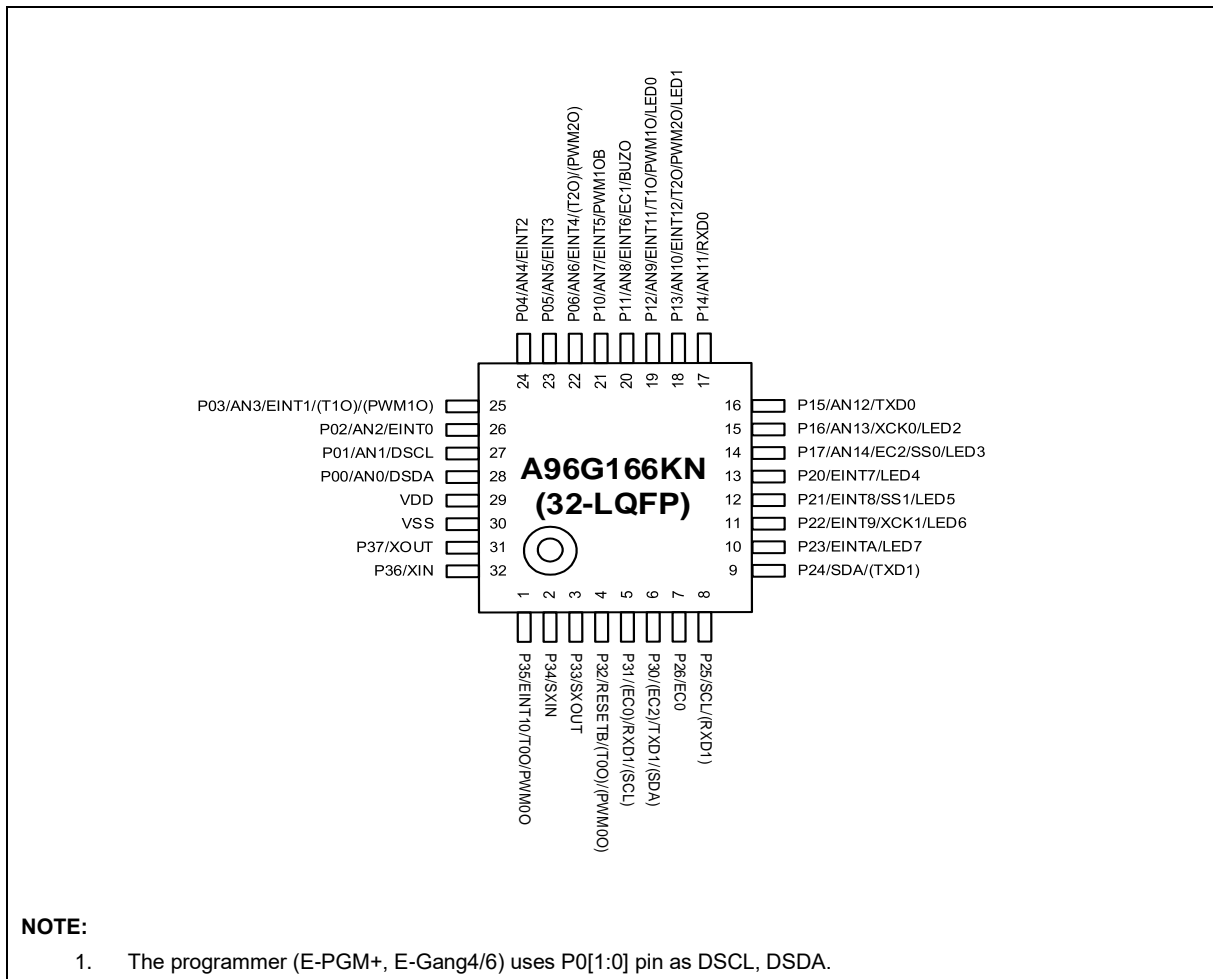 P04/AN4/EINT2
P05/AN5/EINT3
P06/AN6/EINT4/(T2O)/(PWM2O)
P10/AN7/EINT5/PWM1OB
P11/AN8/EINT6/EC1/BUZO
P12/AN9/EINT11/T1O/PWM1O/LED0
P13/AN10/EINT12/T2O/PWM2O/LED1
P14/AN11/RXD0
24
23
22
21
20
19
18
17
P03/AN3/EINT1/(T1O)/(PWM1O)
25
P02/AN2/EINT0
26
P01/AN1/DSCL
27
P00/AN0/DSDA
28
VDD
29
VSS
30
P37/XOUT
31
P36/XIN
32
A96G166KN
(32-LQFP)
16
P15/AN12/TXD0
15
P16/AN13/XCK0/LED2
14
P17/AN14/EC2/SS0/LED3
13
P20/EINT7/LED4
12
P21/EINT8/SS1/LED5
11
P22/EINT9/XCK1/LED6
10
P23/EINTA/LED7
9
P24/SDA/(TXD1)
1
2
3
4
5
6
7
8
P35/EINT10/T0O/PWM0O
P34/SXIN
P33/SXOUT
P32/RESETB/(T0O)/(PWM0O)
P31/(EC0)/RXD1/(SCL)
P30/(EC2)/TXD1/(SDA)
P26/EC0
P25/SCL/(RXD1)
NOTE:
1. The programmer (E-PGM+, E-Gang4/6) uses P0[1:0] pin as DSCL, DSDA.